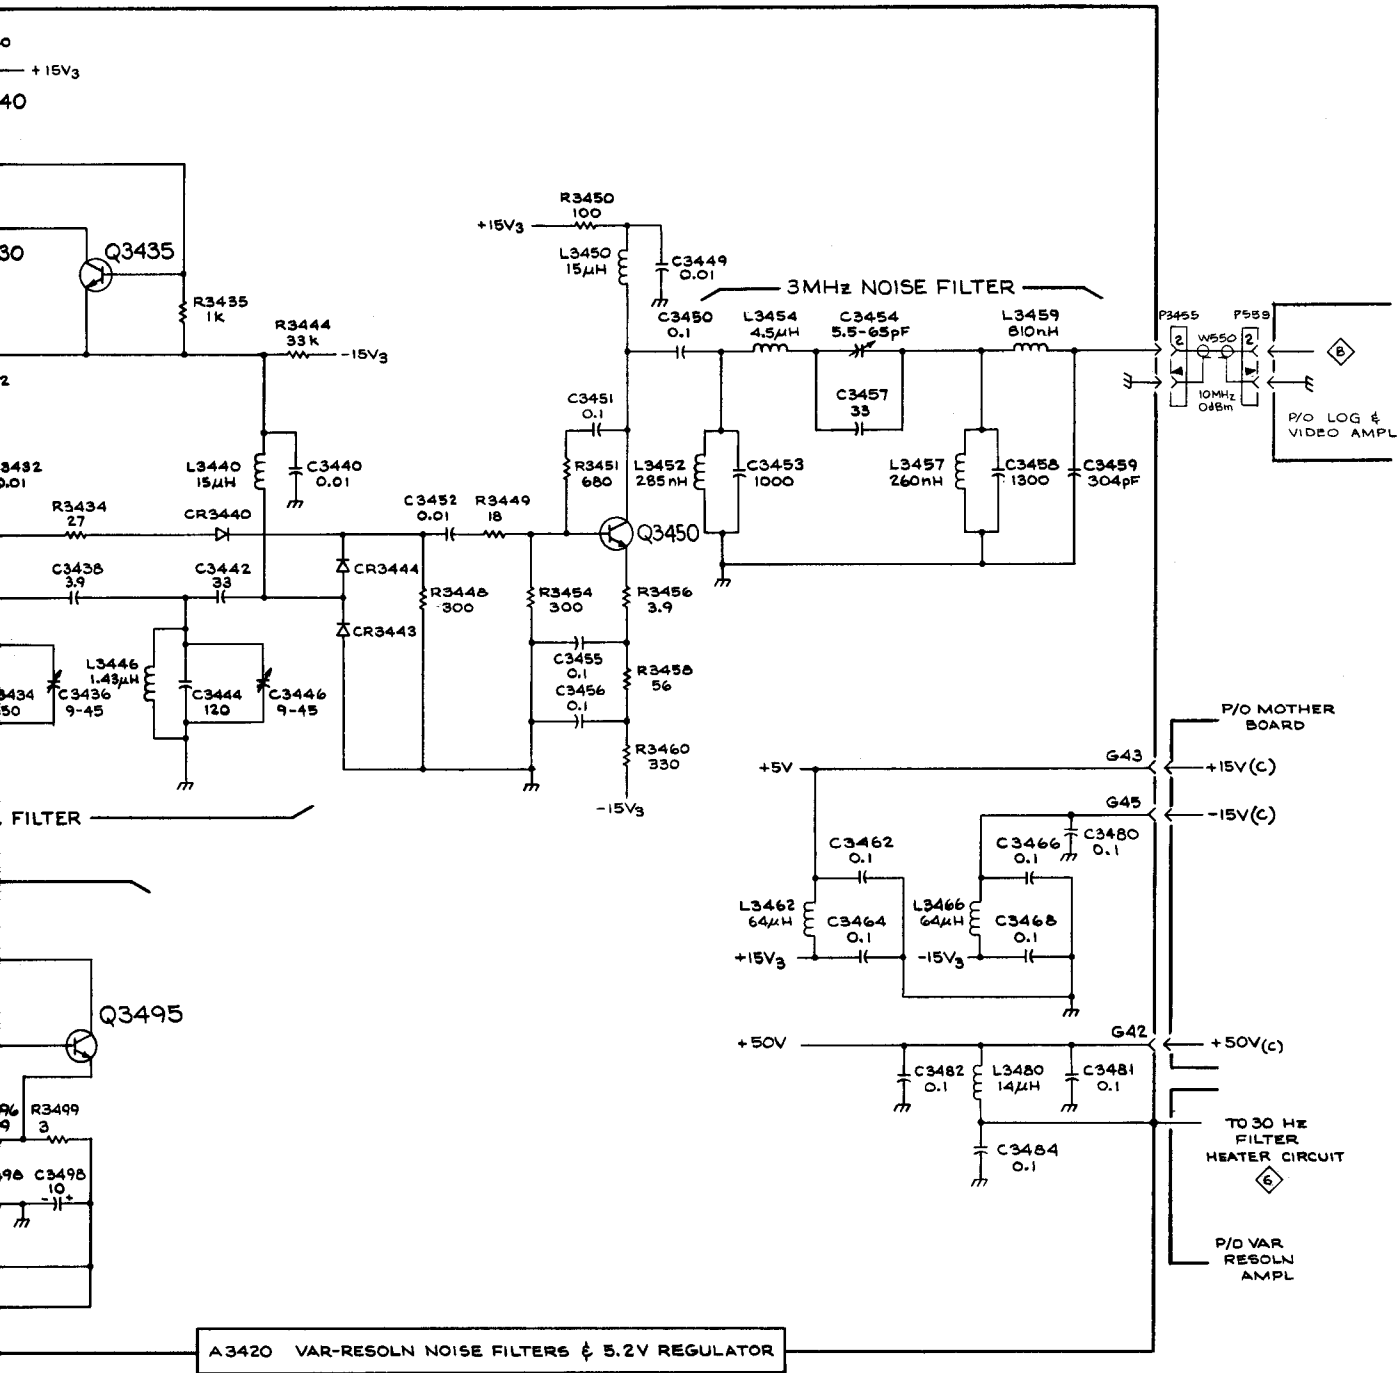 +15V3
40
30
Q3435
R3435
1K
R3444
33K
-15V3
R3450
100
+15V3
L3450
15µH
C3449
0.01
3MHz NOISE FILTER
C3450
0.1
L3454
4.5µH
C3454
5.5-65pF
L3459
810nH
P3455
2
W550
P559
2
10MHz
0dBm
B
P/O LOG &
VIDEO AMPL
C3451
0.1
C3457
33
R3451
680
L3452
285nH
C3453
1000
L3457
260nH
C3458
1300
C3459
304pF
2
3432
0.01
L3440
15µH
C3440
0.01
R3434
27
CR3440
C3452
0.01
R3449
18
Q3450
C3438
3.9
C3442
33
CR3444
R3448
300
R3454
300
R3456
3.9
CR3443
L3446
1.43µH
C3455
0.1
R3458
56
3434
50
C3436
9-45
C3444
120
C3446
9-45
C3456
0.1
R3460
330
-15V3
FILTER
P/O MOTHER
BOARD
+5V
G43
+15V(C)
G45
-15V(C)
C3462
0.1
C3466
0.1
C3480
0.1
L3462
64µH
C3464
0.1
L3466
64µH
C3468
0.1
+15V3
-15V3
Q3495
+50V
G42
+50V(C)
C3482
0.1
L3480
14µH
C3481
0.1
96
9
R3499
3
TO 30 Hz
FILTER
HEATER CIRCUIT
6
C3484
0.1
498
C3498
10
- +
P/O VAR
RESOLN
AMPL
A3420 VAR-RESOLN NOISE FILTERS & 5.2V REGULATOR